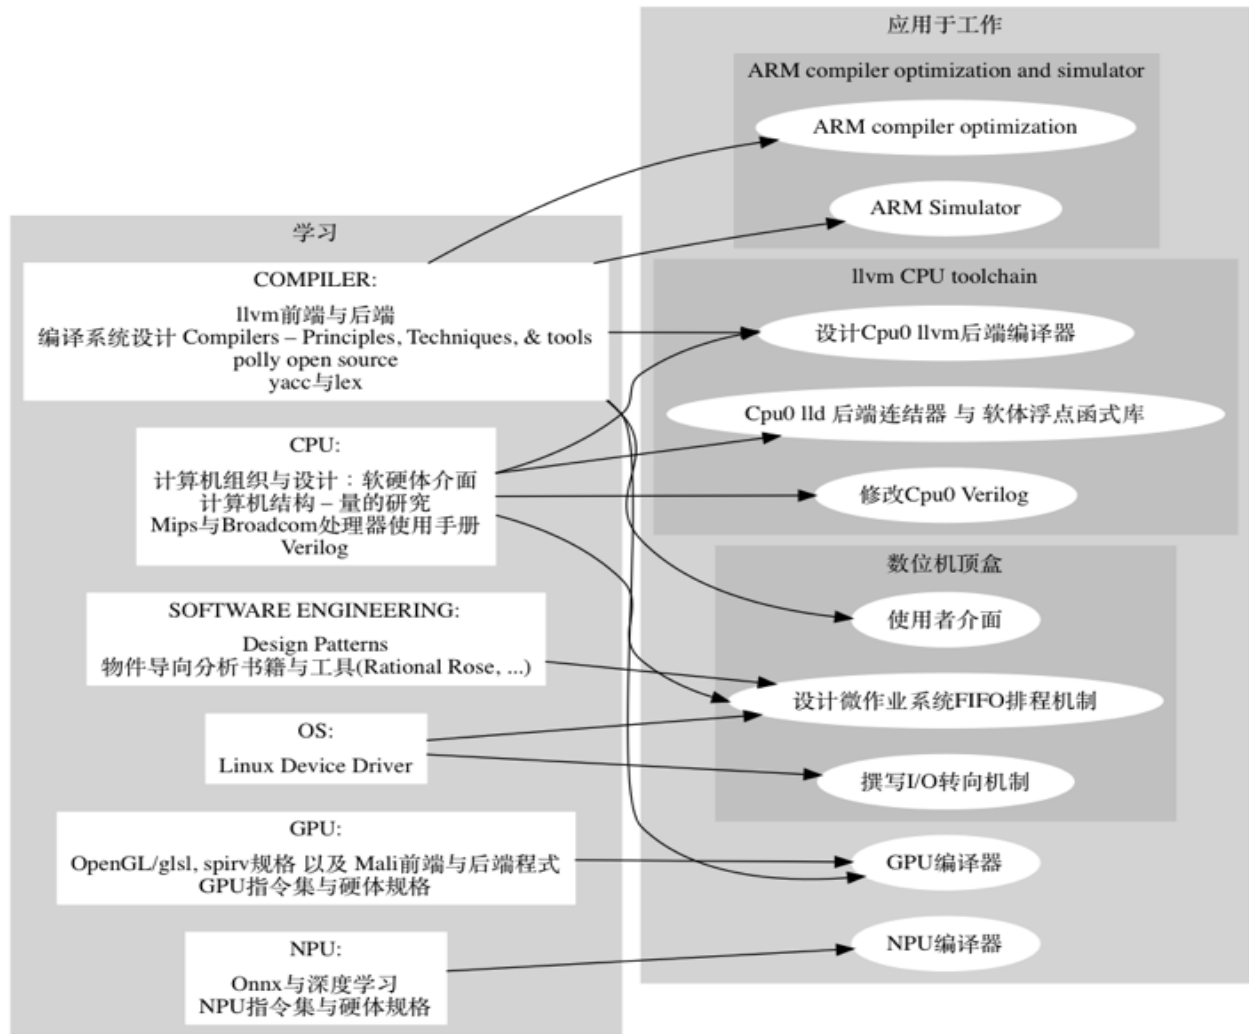 学习
COMPILER:
llvm前端与后端
编译系统设计 Compilers – Principles, Techniques, & tools
polly open source
yacc与lex
CPU:
计算机组织与设计：软硬体介面
计算机结构 – 量的研究
Mips与Broadcom处理器使用手册
Verilog
SOFTWARE ENGINEERING:
Design Patterns
物件导向分析书籍与工具(Rational Rose, ...)
OS:
Linux Device Driver
GPU:
OpenGL/glsl, spirv规格 以及 Mali前端与后端程式
GPU指令集与硬体规格
NPU:
Onnx与深度学习
NPU指令集与硬体规格
应用于工作
ARM compiler optimization and simulator
ARM compiler optimization
ARM Simulator
llvm CPU toolchain
设计Cpu0 llvm后端编译器
Cpu0 lld 后端连结器 与 软体浮点函式库
修改Cpu0 Verilog
数位机顶盒
使用者介面
设计微作业系统FIFO排程机制
撰写I/O转向机制
GPU编译器
NPU编译器